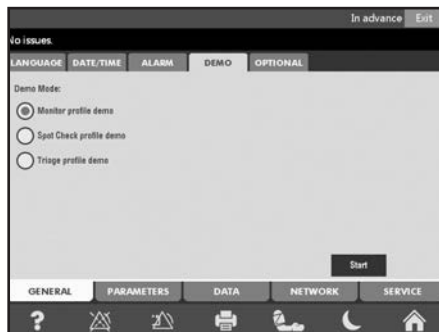 In advance Exit
No issues.
LANGUAGE DATE/TIME ALARM DEMO OPTIONAL
Demo Mode:
Monitor profile demo
Spot Check profile demo
Triage profile demo
Start
GENERAL PARAMETERS DATA NETWORK SERVICE
?